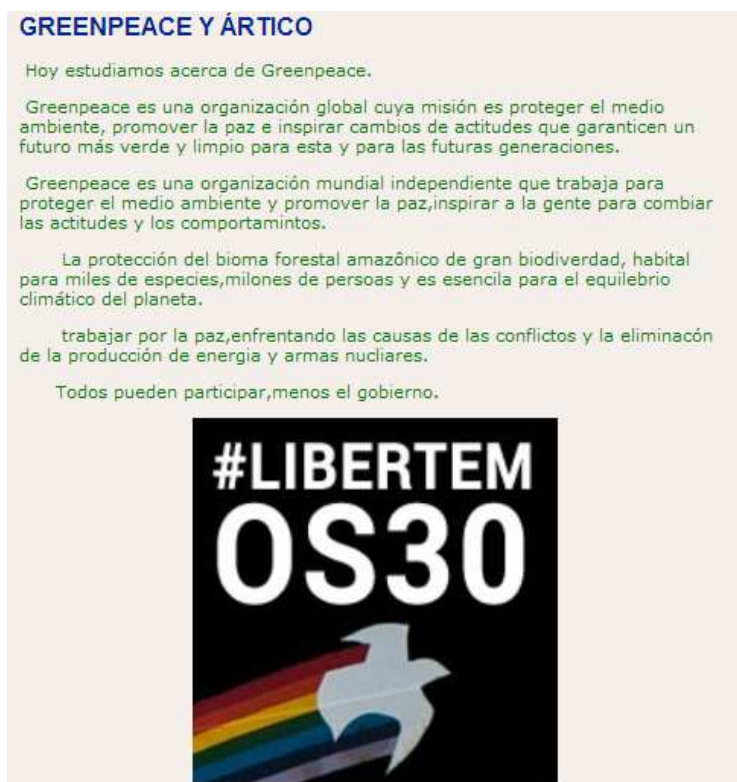 GREENPEACE Y ÁRTICO
Hoy estudiamos acerca de Greenpeace.
Greenpeace es una organización global cuya misión es proteger el medio
ambiente, promover la paz e inspirar cambios de actitudes que garanticen un
futuro más verde y limpio para esta y para las futuras generaciones.
Greenpeace es una organización mundial independiente que trabaja para
proteger el medio ambiente y promover la paz,inspirar a la gente para combiar
las actitudes y los comportamintos.
La protección del bioma forestal amazônico de gran biodiverdad, habital
para miles de especies,milones de persoas y es esencila para el equilebrio
climático del planeta.
trabajar por la paz,enfrentando las causas de las conflictos y la eliminacón
de la producción de energia y armas nucliares.
Todos pueden participar,menos el gobierno.
#LIBERTEM
OS30